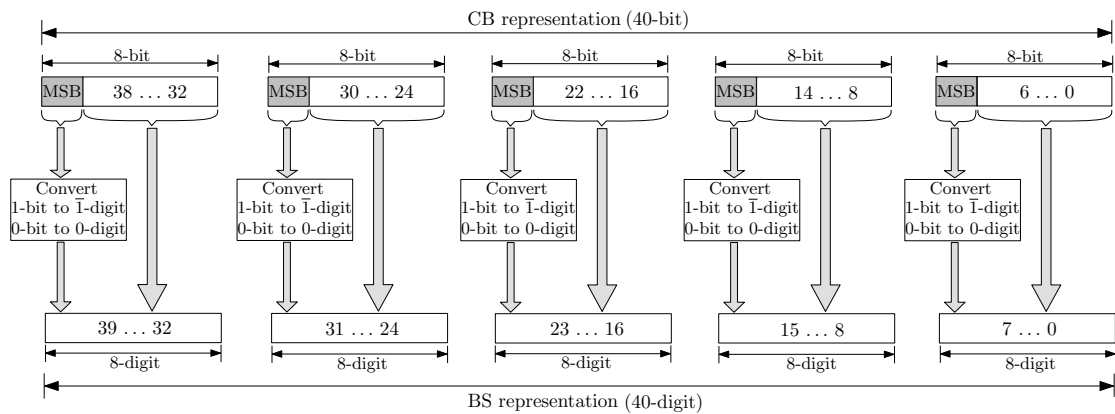 CB representation (40-bit)
8-bit 8-bit 8-bit 8-bit 8-bit
MSB 38 ... 32 MSB 30 ... 24 MSB 22 ... 16 MSB 14 ... 8 MSB 6 ... 0
Convert Convert Convert Convert Convert
1-bit to 1̅-digit 1-bit to 1̅-digit 1-bit to 1̅-digit 1-bit to 1̅-digit 1-bit to 1̅-digit
0-bit to 0-digit 0-bit to 0-digit 0-bit to 0-digit 0-bit to 0-digit 0-bit to 0-digit
39 ... 32 31 ... 24 23 ... 16 15 ... 8 7 ... 0
8-digit 8-digit 8-digit 8-digit 8-digit
BS representation (40-digit)